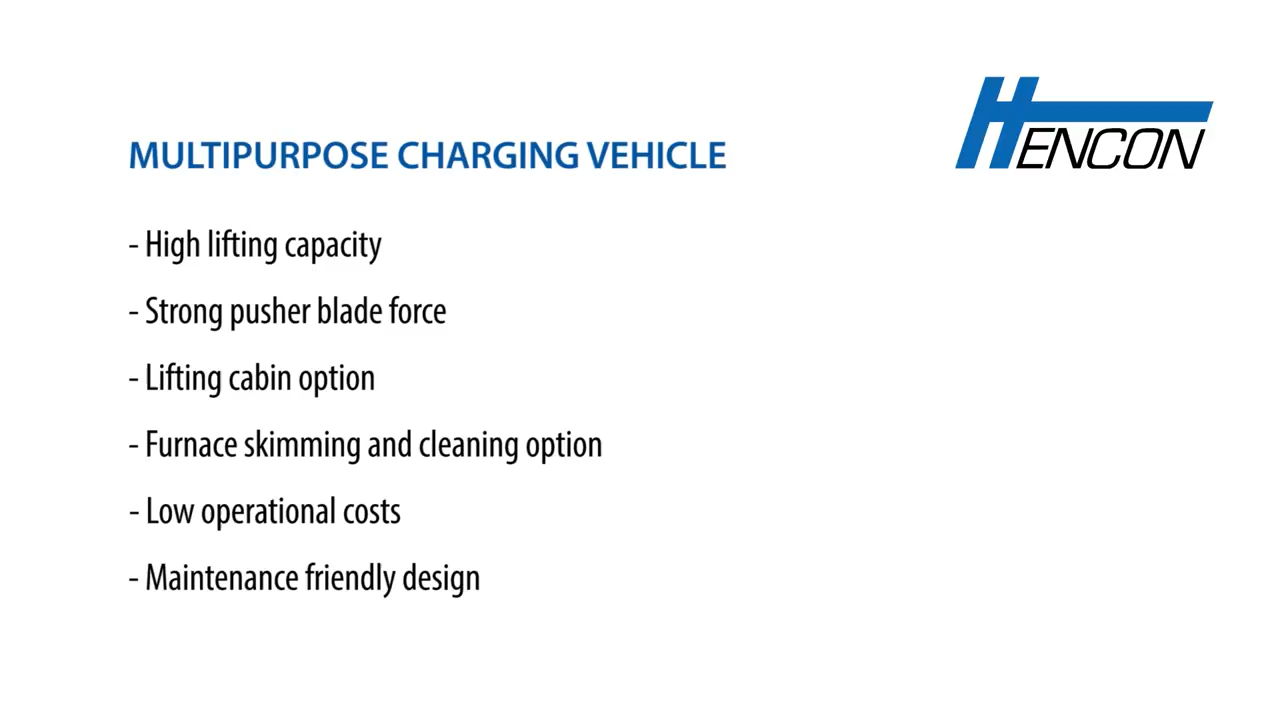 HENCON
MULTIPURPOSE CHARGING VEHICLE
- High lifting capacity
- Strong pusher blade force
- Lifting cabin option
- Furnace skimming and cleaning option
- Low operational costs
- Maintenance friendly design